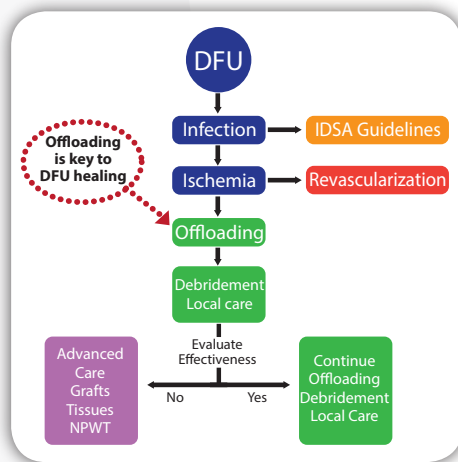 DFU
Infection
IDSA Guidelines
Offloading
is key to
DFU healing
Ischemia
Revascularization
Offloading
Debridement
Local care
Evaluate
Effectiveness
No
Yes
Advanced
Care
Grafts
Tissues
NPWT
Continue
Offloading
Debridement
Local Care